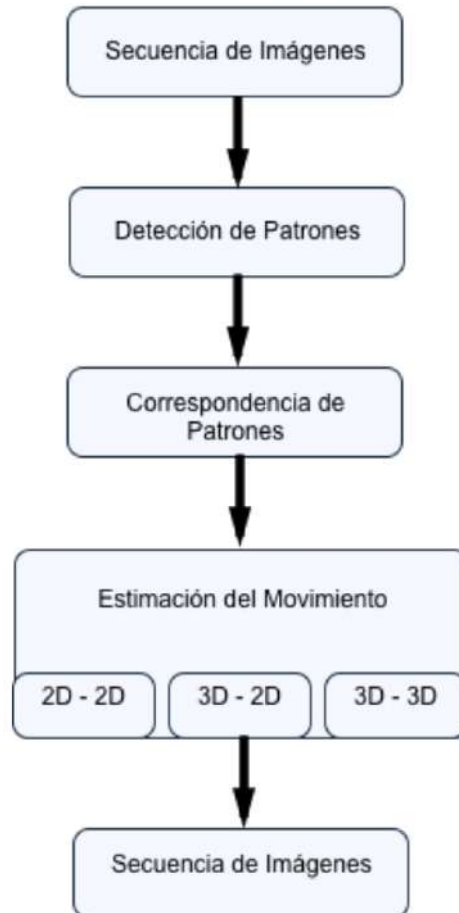 Secuencia de Imágenes
Detección de Patrones
Correspondencia de
Patrones
Estimación del Movimiento
2D - 2D
3D - 2D
3D - 3D
Secuencia de Imágenes